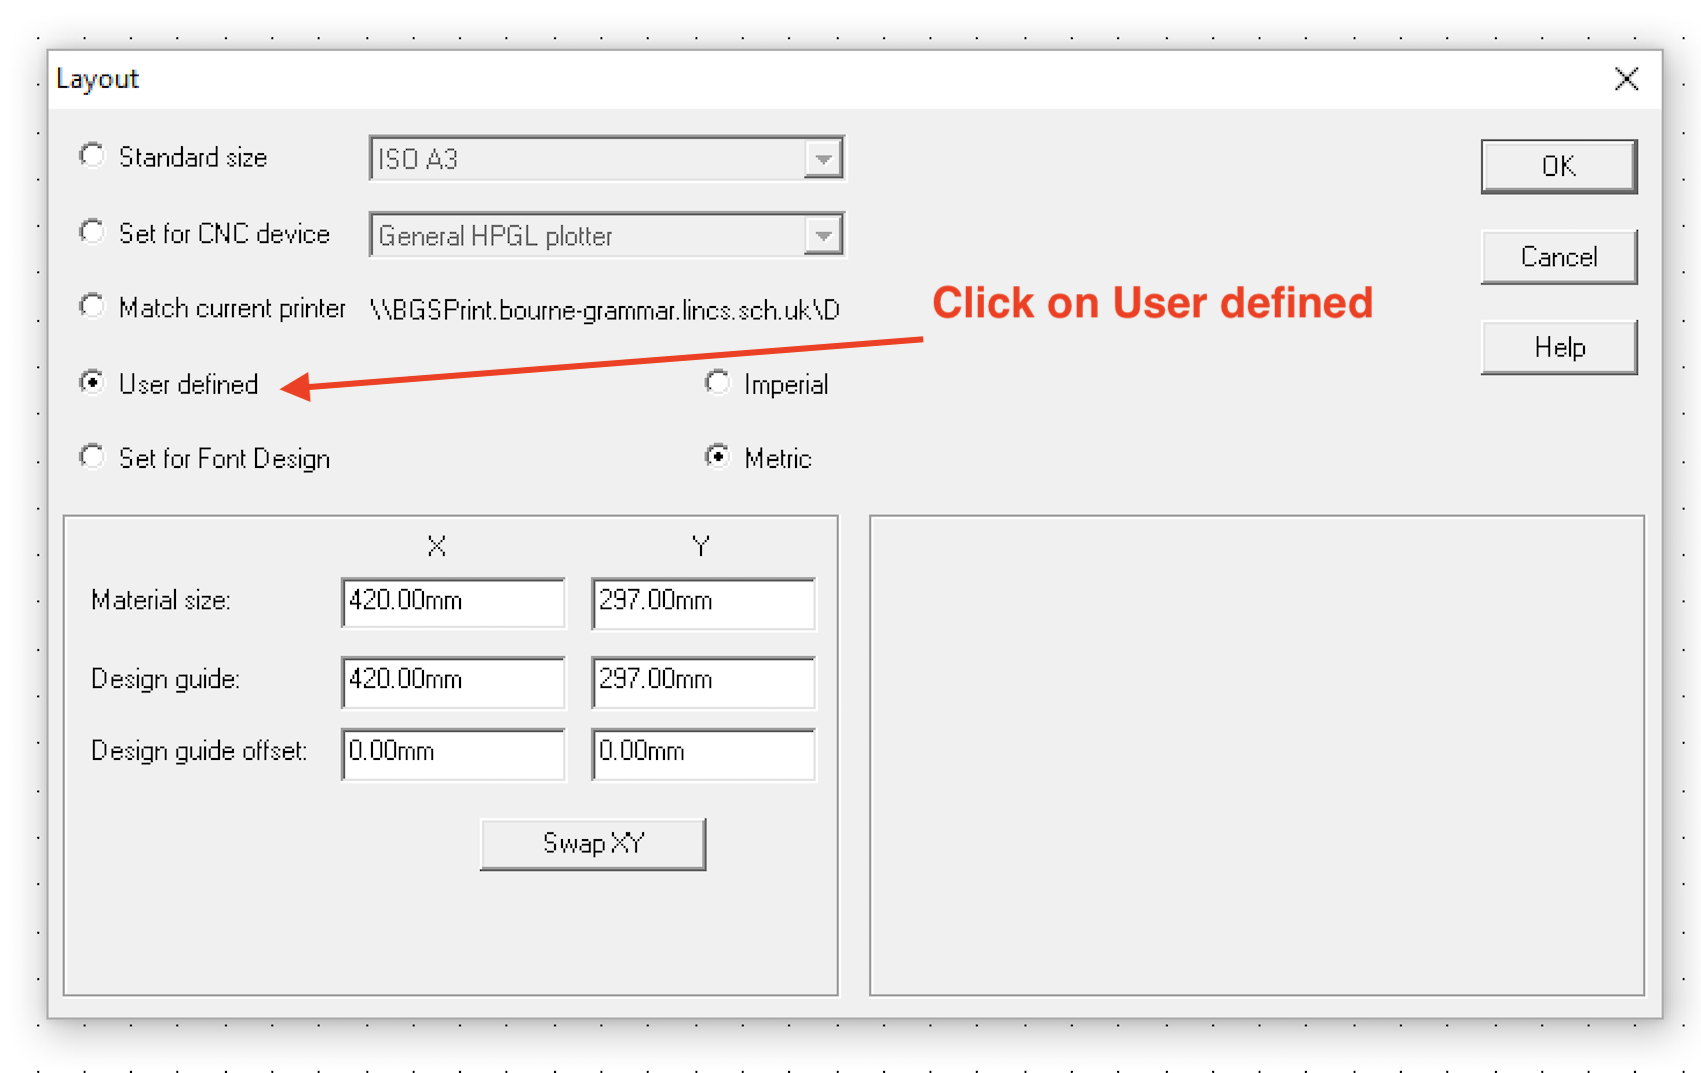 Layout
Standard size ISO A3 OK
Set for CNC device General HPGL plotter Cancel
Match current printer \\BGSPrint.bourne-grammar.lincs.sch.uk\D Click on User defined
Help
User defined Imperial
Set for Font Design Metric
X Y
Material size: 420.00mm 297.00mm
Design guide: 420.00mm 297.00mm
Design guide offset: 0.00mm 0.00mm
Swap XY